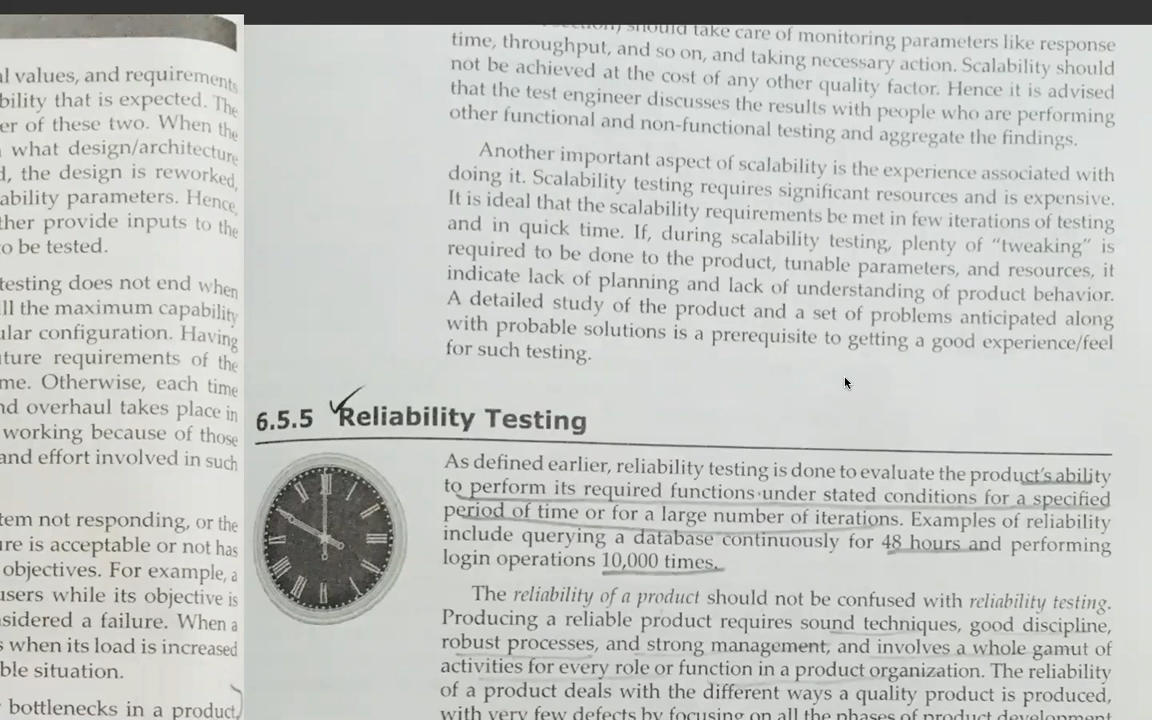 al values, and requirements
bility that is expected. The
er of these two. When the
what design/architecture
d, the design is reworked,
ability parameters. Hence,
ther provide inputs to the
to be tested.
testing does not end when
ll the maximum capability
ular configuration. Having
ture requirements of the
me. Otherwise, each time
nd overhaul takes place in
working because of those
and effort involved in such
tem not responding, or the
ure is acceptable or not has
objectives. For example, a
users while its objective is
nsidered a failure. When a
s when its load is increased
ble situation.
bottlenecks in a product,
should take care of monitoring parameters like response
time, throughput, and so on, and taking necessary action. Scalability should
not be achieved at the cost of any other quality factor. Hence it is advised
that the test engineer discusses the results with people who are performing
other functional and non-functional testing and aggregate the findings.
Another important aspect of scalability is the experience associated with
doing it. Scalability testing requires significant resources and is expensive.
It is ideal that the scalability requirements be met in few iterations of testing
and in quick time. If, during scalability testing, plenty of “tweaking” is
required to be done to the product, tunable parameters, and resources, it
indicate lack of planning and lack of understanding of product behavior.
A detailed study of the product and a set of problems anticipated along
with probable solutions is a prerequisite to getting a good experience/feel
for such testing.
6.5.5 Reliability Testing
As defined earlier, reliability testing is done to evaluate the product’s ability
to perform its required functions under stated conditions for a specified
period of time or for a large number of iterations. Examples of reliability
include querying a database continuously for 48 hours and performing
login operations 10,000 times.
The reliability of a product should not be confused with reliability testing.
Producing a reliable product requires sound techniques, good discipline,
robust processes, and strong management, and involves a whole gamut of
activities for every role or function in a product organization. The reliability
of a product deals with the different ways a quality product is produced,
with very few defects by focusing on all the phases of product development